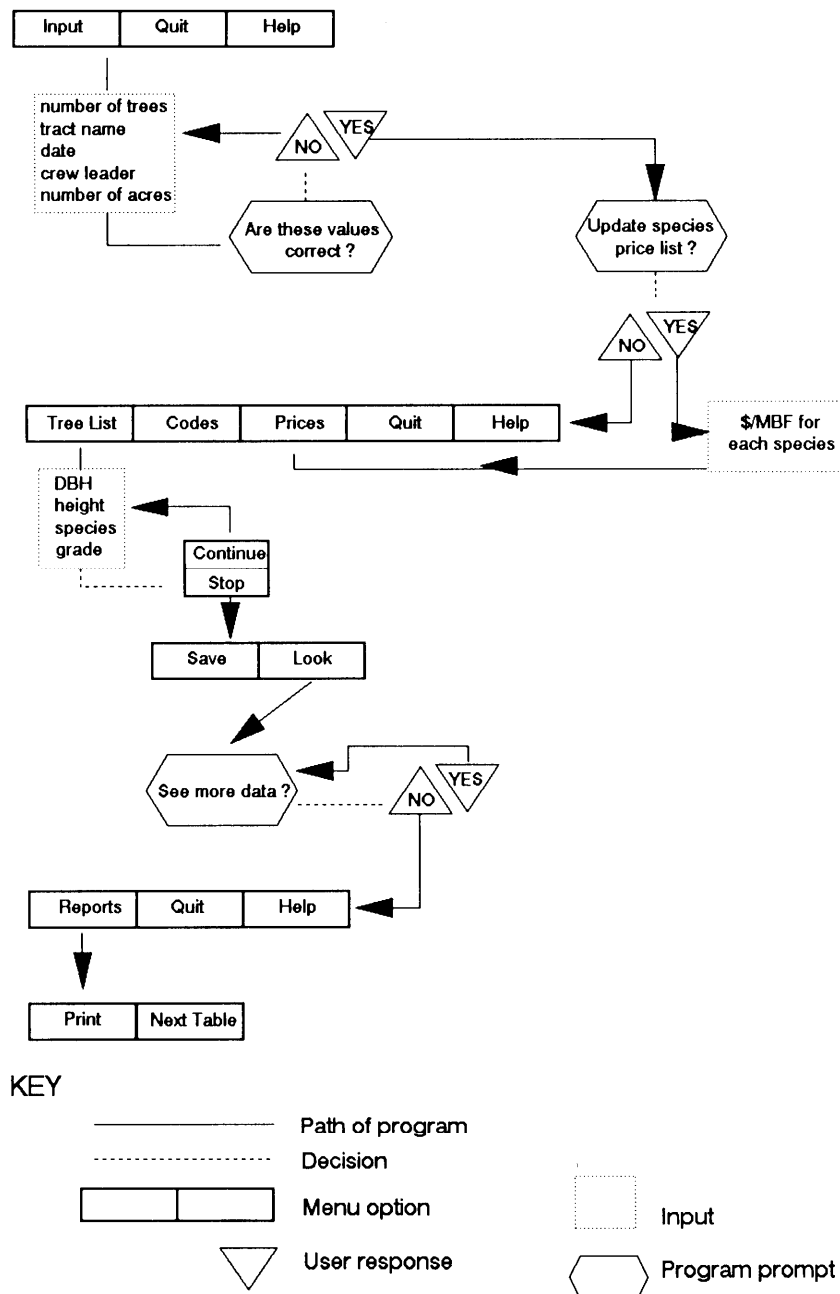 Input Quit Help
number of trees
tract name
date
crew leader
number of acres
NO YES
Are these values
correct ?
Update species
price list ?
NO YES
Tree List Codes Prices Quit Help
$/MBF for
each species
DBH
height
species
grade
Continue
Stop
Save Look
See more data ?
NO YES
Reports Quit Help
Print Next Table
KEY
Path of program
Decision
Menu option
User response
Input
Program prompt